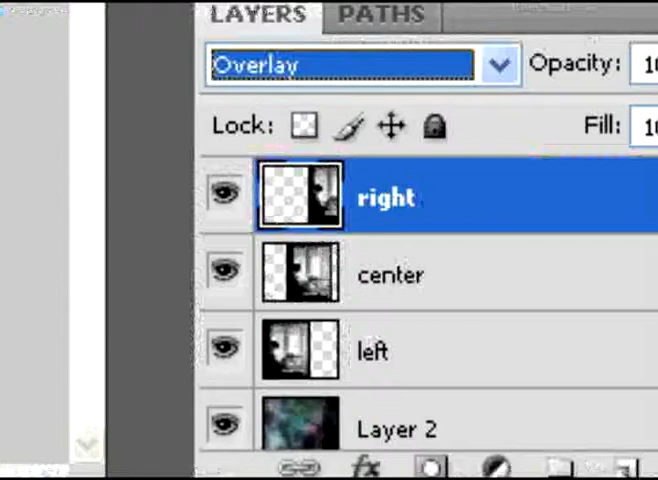 LAYERS PATHS
Overlay Opacity:
Lock: Fill:
right
center
left
Layer 2
fx